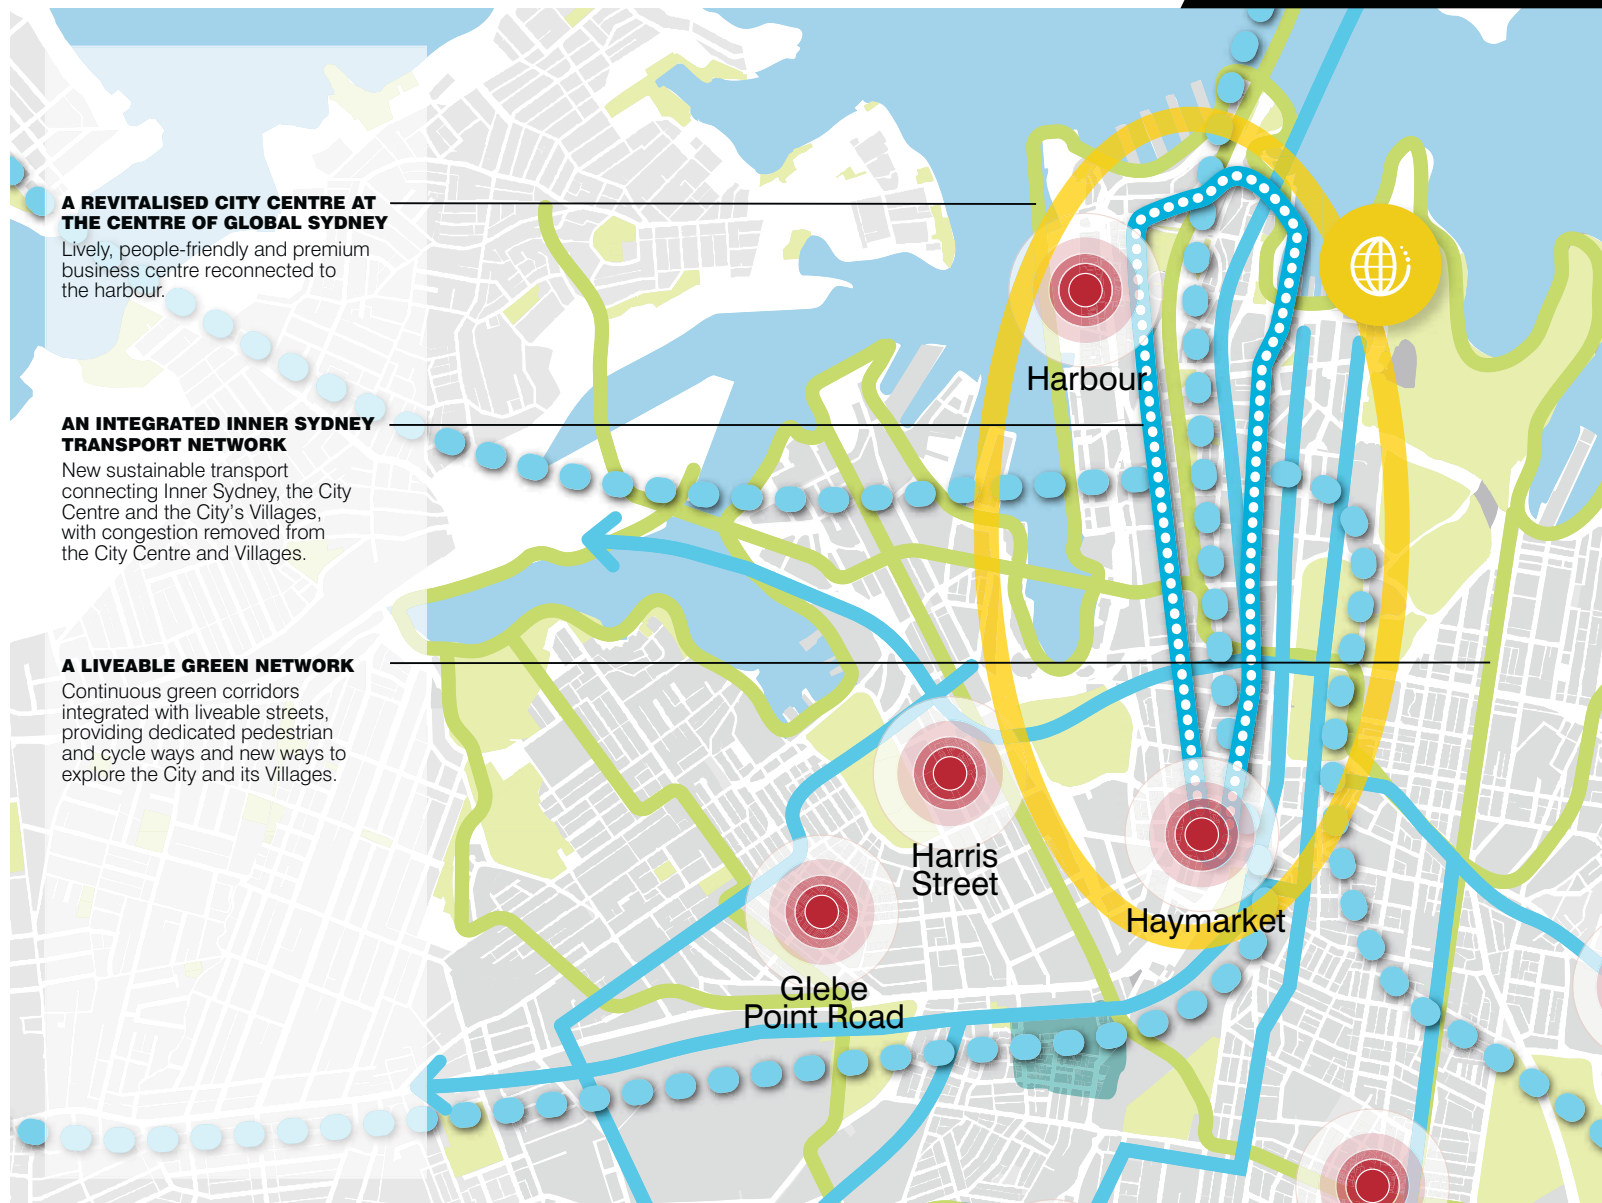 A REVITALISED CITY CENTRE AT
THE CENTRE OF GLOBAL SYDNEY
Lively, people-friendly and premium
business centre reconnected to
the harbour.
AN INTEGRATED INNER SYDNEY
TRANSPORT NETWORK
New sustainable transport
connecting Inner Sydney, the City
Centre and the City’s Villages,
with congestion removed from
the City Centre and Villages.
A LIVEABLE GREEN NETWORK
Continuous green corridors
integrated with liveable streets,
providing dedicated pedestrian
and cycle ways and new ways to
explore the City and its Villages.
Harbour
Harris
Street
Haymarket
Glebe
Point Road